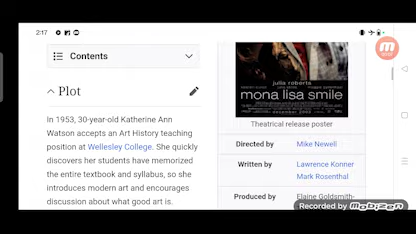 2:17
Contents
Plot
In 1953, 30-year-old Katherine Ann
Watson accepts an Art History teaching
position at Wellesley College. She quickly
discovers her students have memorized
the entire textbook and syllabus, so she
introduces modern art and encourages
discussion about what good art is.
julia roberts
mona lisa smile
Theatrical release poster
Directed by Mike Newell
Written by Lawrence Konner
Mark Rosenthal
Produced by Elaine Goldsmith-
Recorded by Mobizen